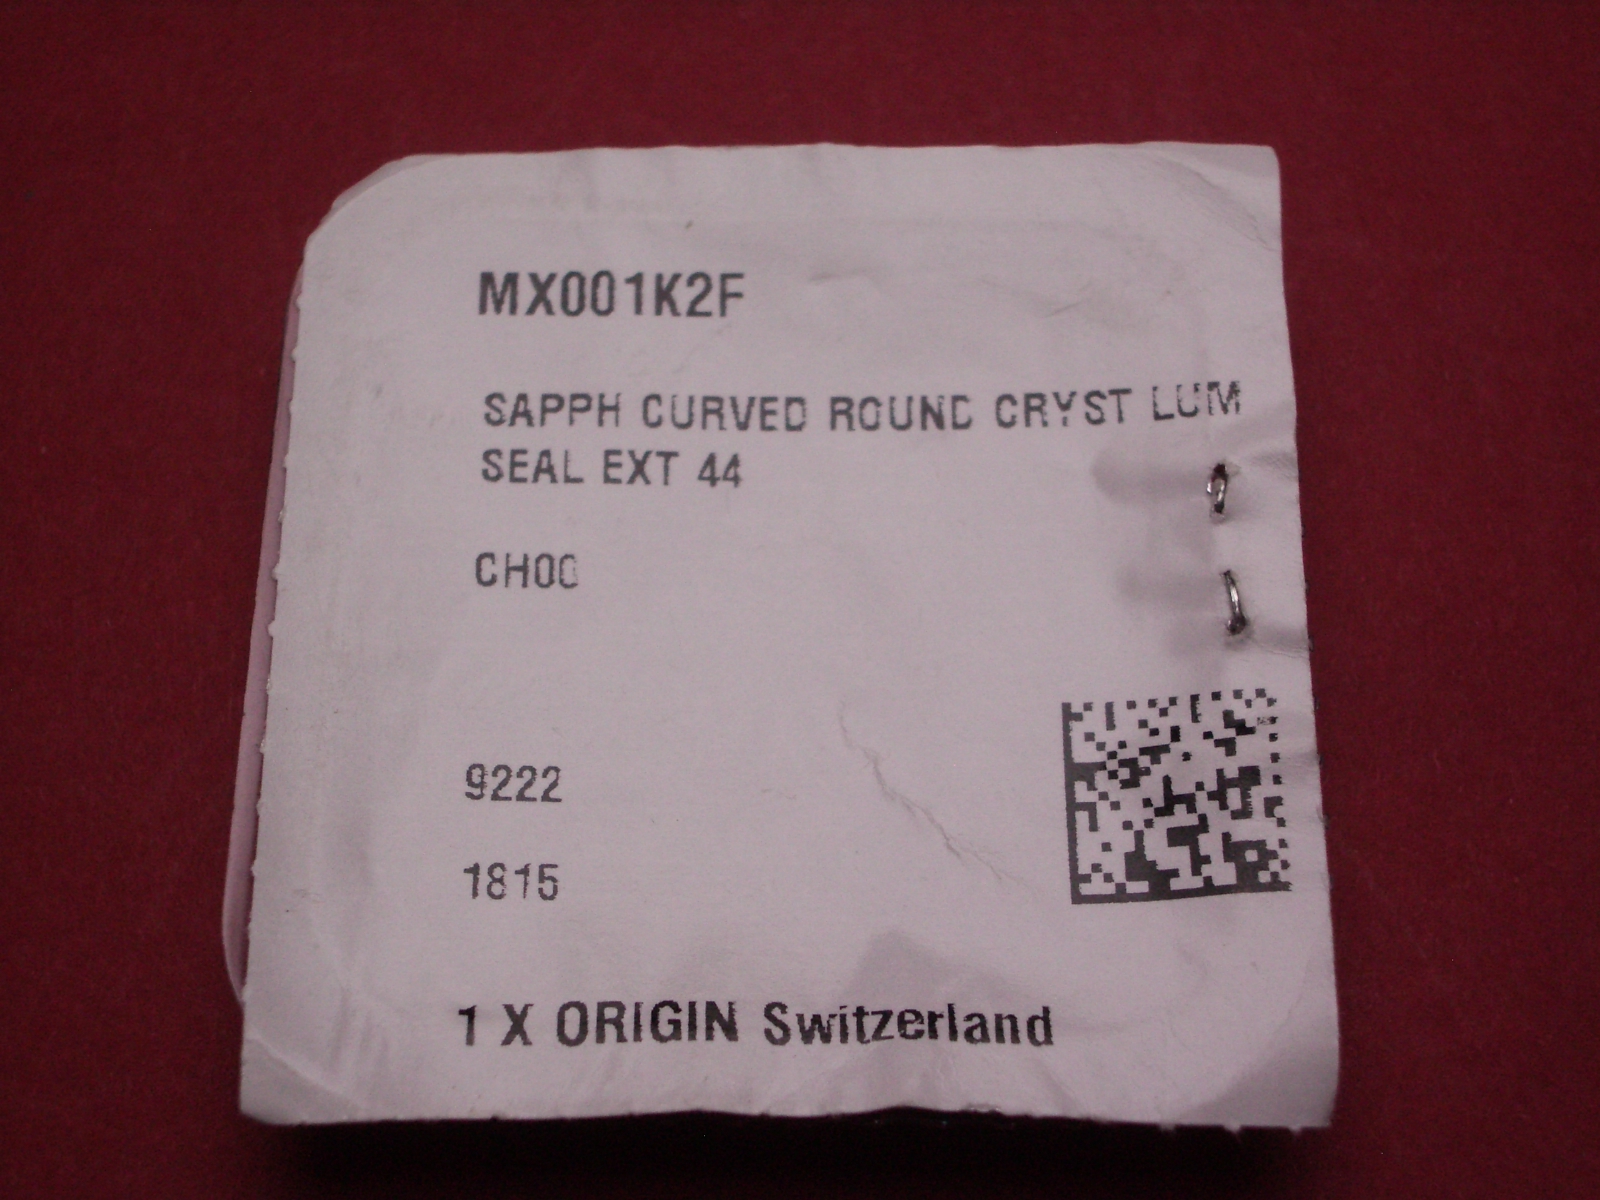 MX001K2F
SAPPH CURVED ROUND CRYST LUM
SEAL EXT 44
CH00
9222
1815
1 X ORIGIN Switzerland